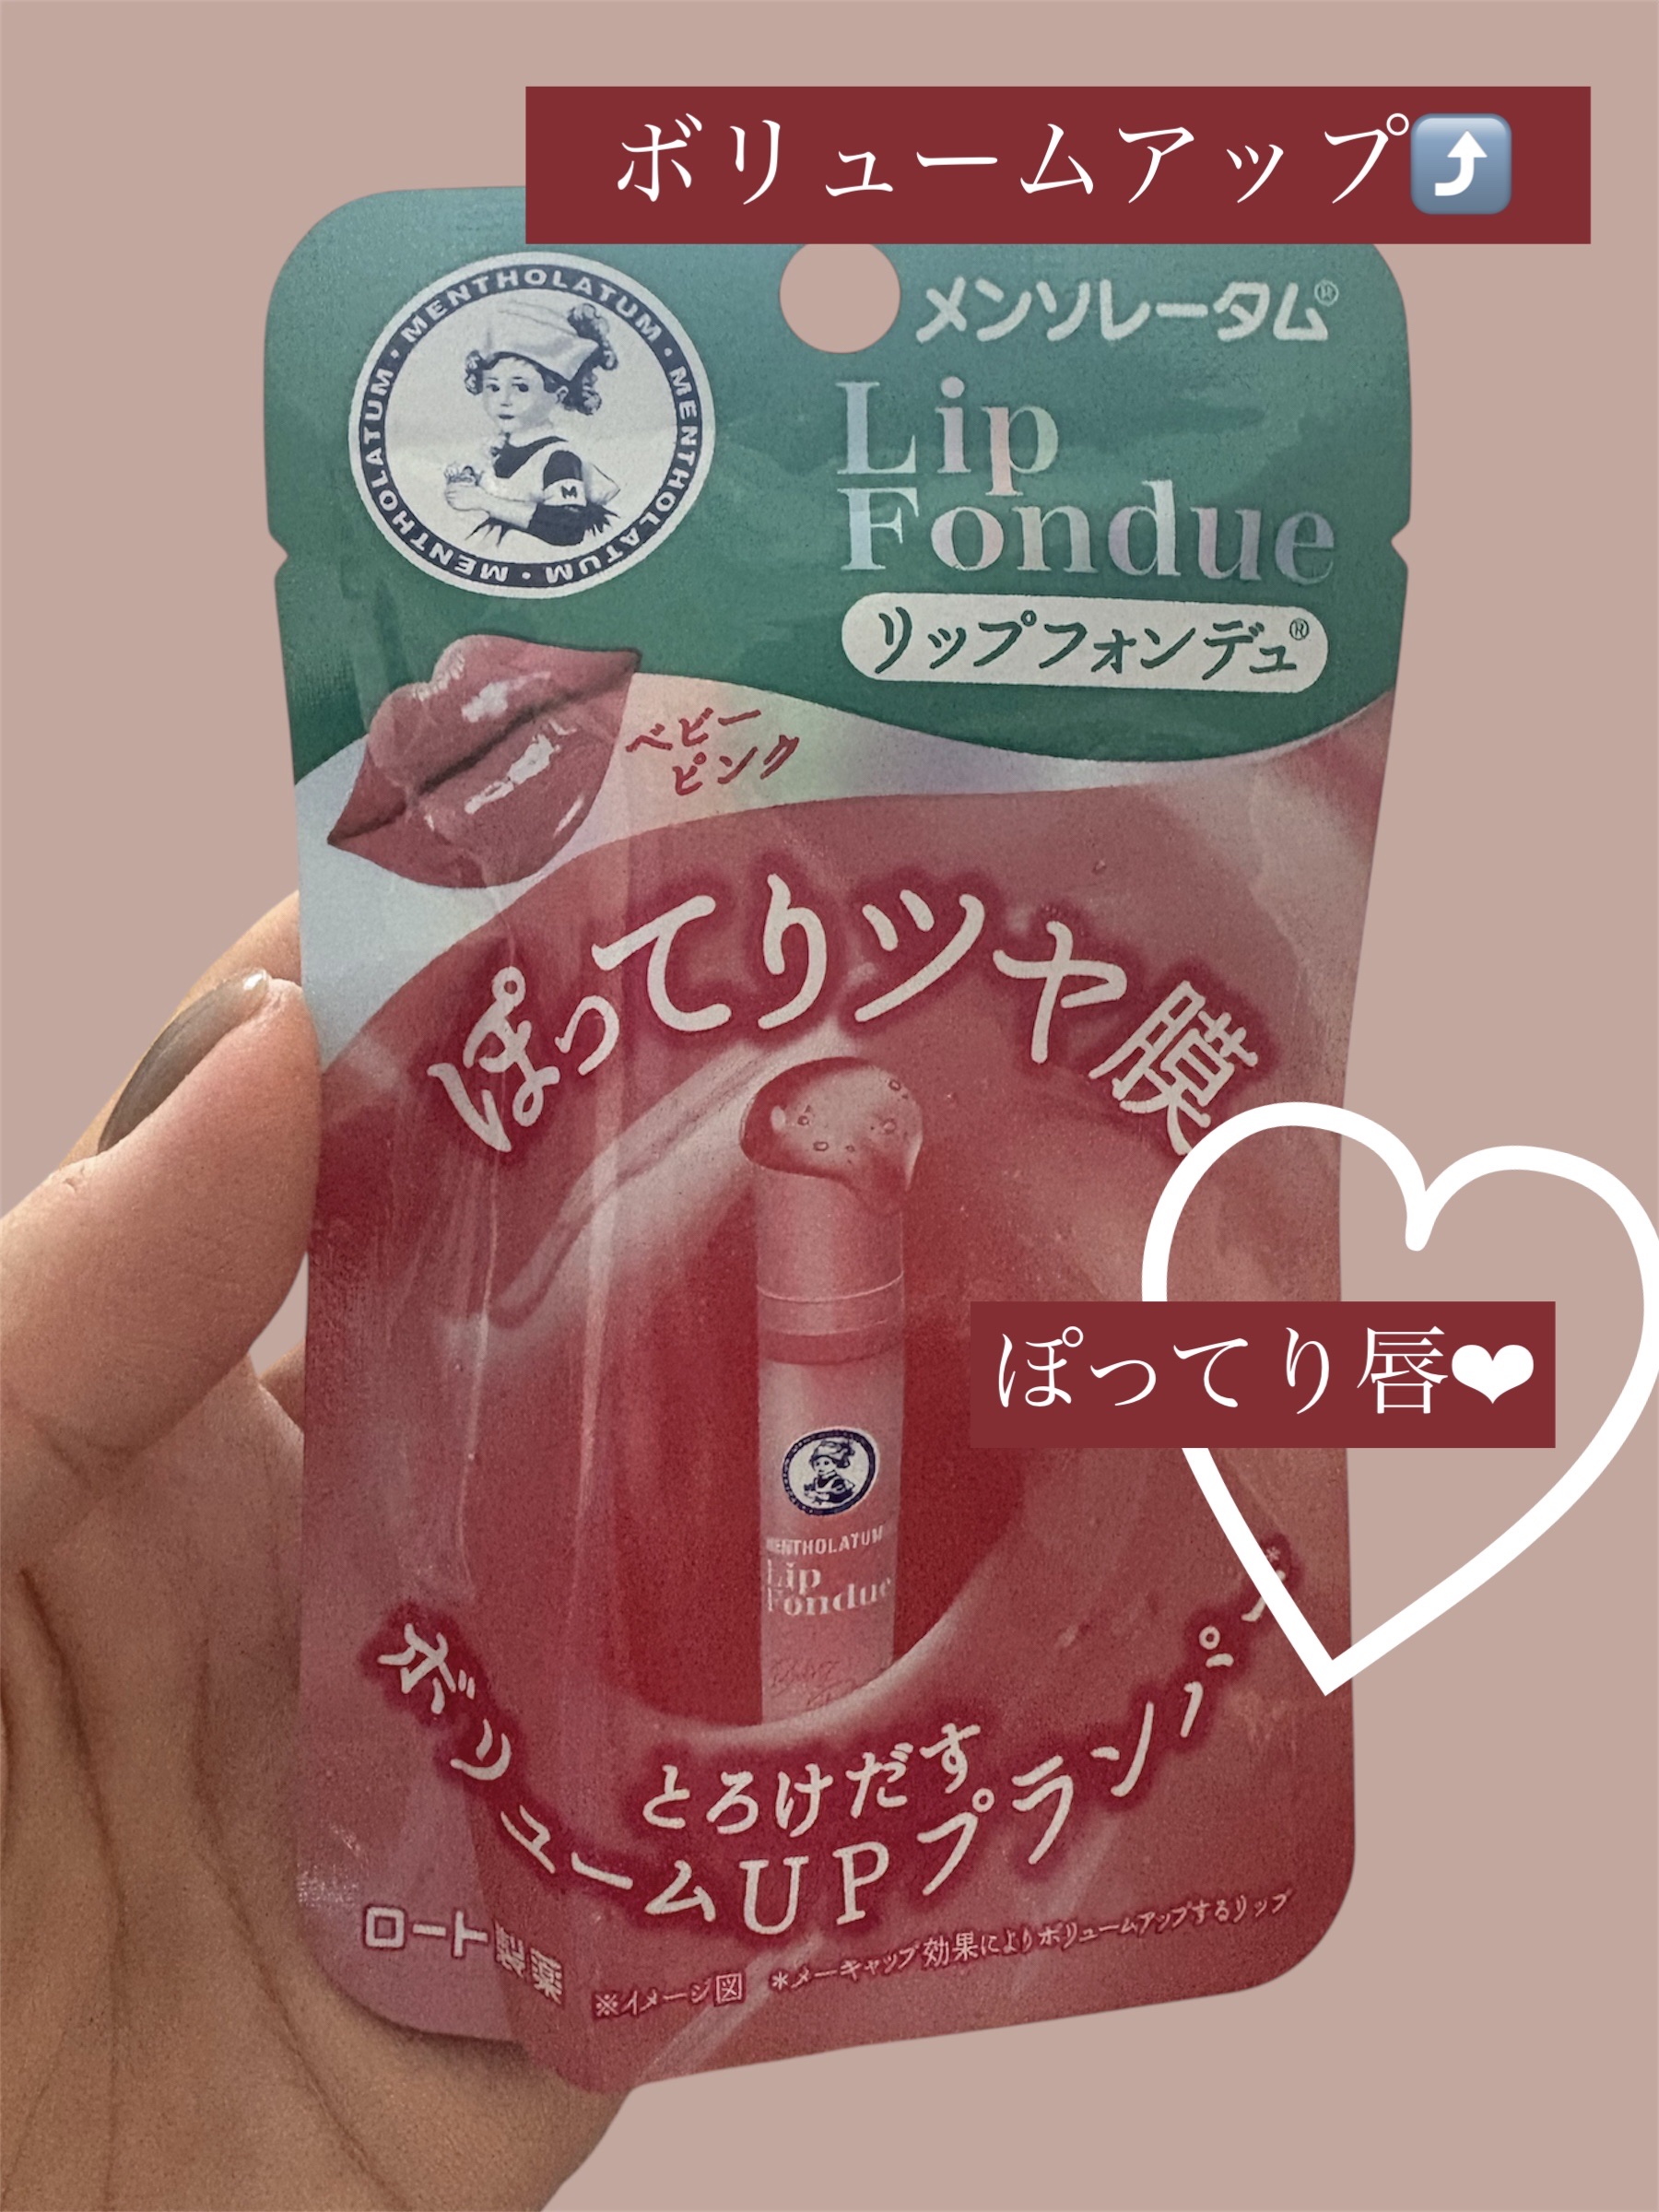 ボリュームアップ⤴️
MENTHOLATUM・MENTHOLATUM・MENTHOLATUM・MENTHOLATUM・
M
メンソレータム®
Lip
Fondue
リップフォンデュ®
ベビー
ピンク
ぽってりツヤ膜
ぽってり唇❤
MENTHOLATUM
Lip
Fondue
とろけだす
ボリュームUPプランパー*
ロート製薬
※イメージ図 *メーキャップ効果によりボリュームアップするリップ